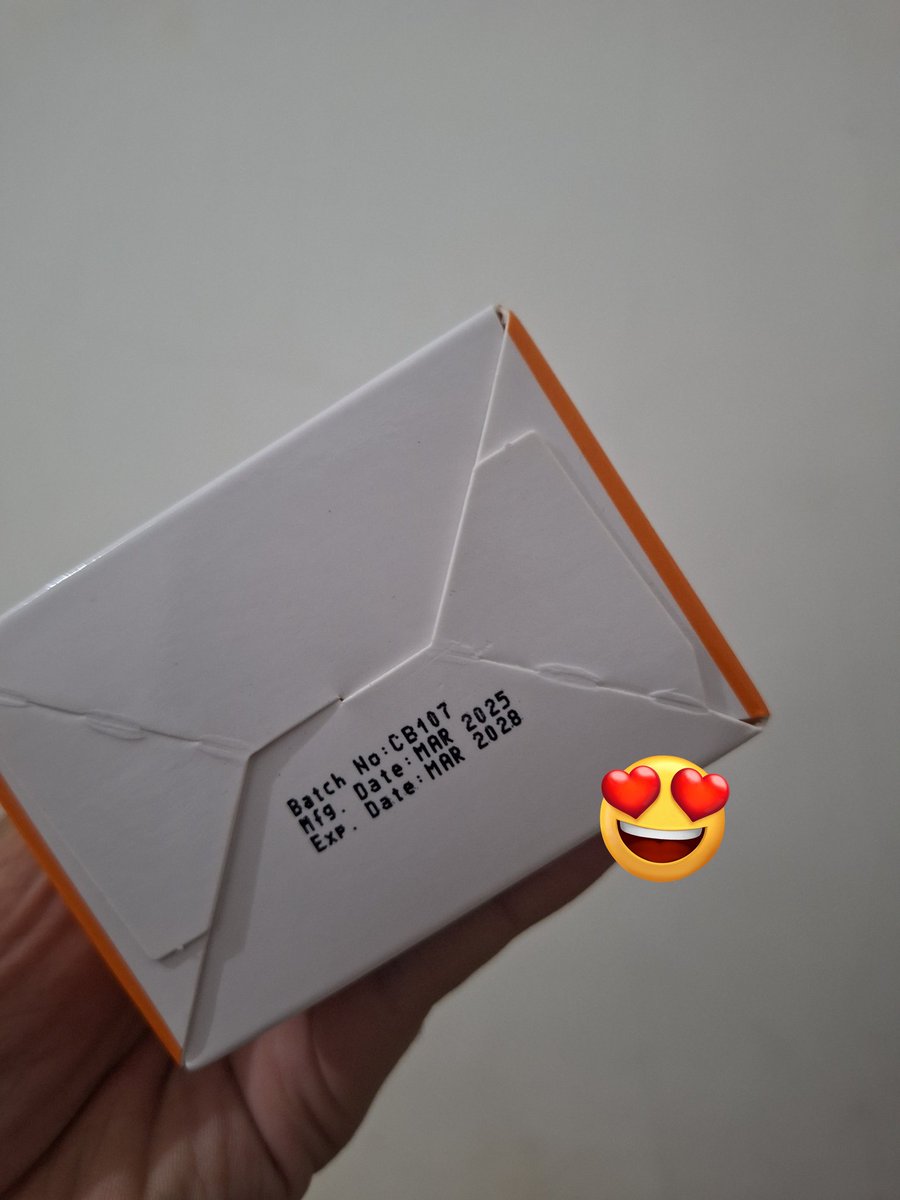 Batch No:CB107
Mfg. Date:MAR 2025
Exp. Date:MAR 2028